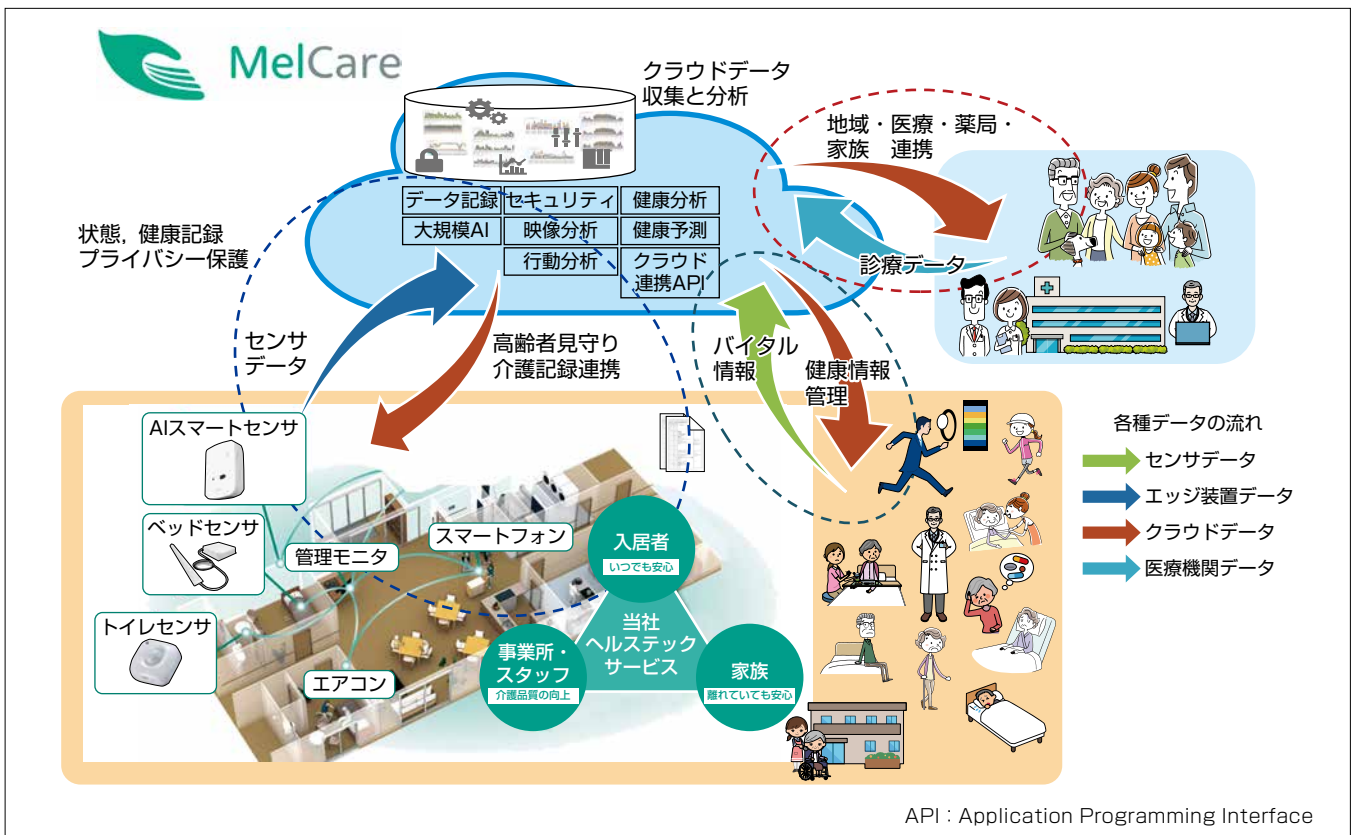 MelCare
クラウドデータ
収集と分析
地域・医療・薬局・
家族 連携
データ記録
セキュリティ
健康分析
大規模AI
映像分析
健康予測
行動分析
クラウド
連携API
状態，健康記録
プライバシー保護
診療データ
センサ
データ
高齢者見守り
介護記録連携
バイタル
情報
健康情報
管理
AIスマートセンサ
ベッドセンサ
トイレセンサ
管理モニタ
スマートフォン
エアコン
入居者
いつでも安心
当社
ヘルステック
サービス
事業所・
スタッフ
介護品質の向上
家族
離れていても安心
各種データの流れ
センサデータ
エッジ装置データ
クラウドデータ
医療機関データ
API：Application Programming Interface